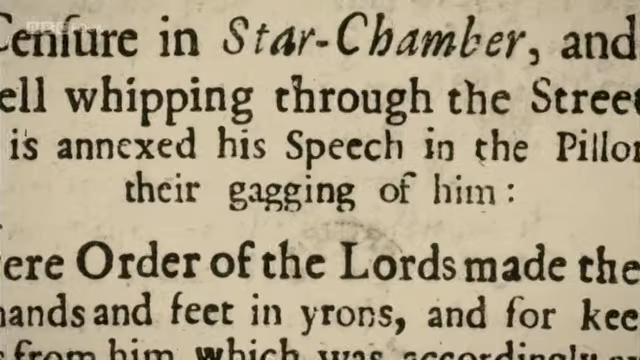 Cenſure in Star-Chamber, and
ell whipping through the Street
is annexed his Speech in the Pillor
their gagging of him:
ere Order of the Lords made the
hands and feet in yrons, and for kee
from him which was accordingly